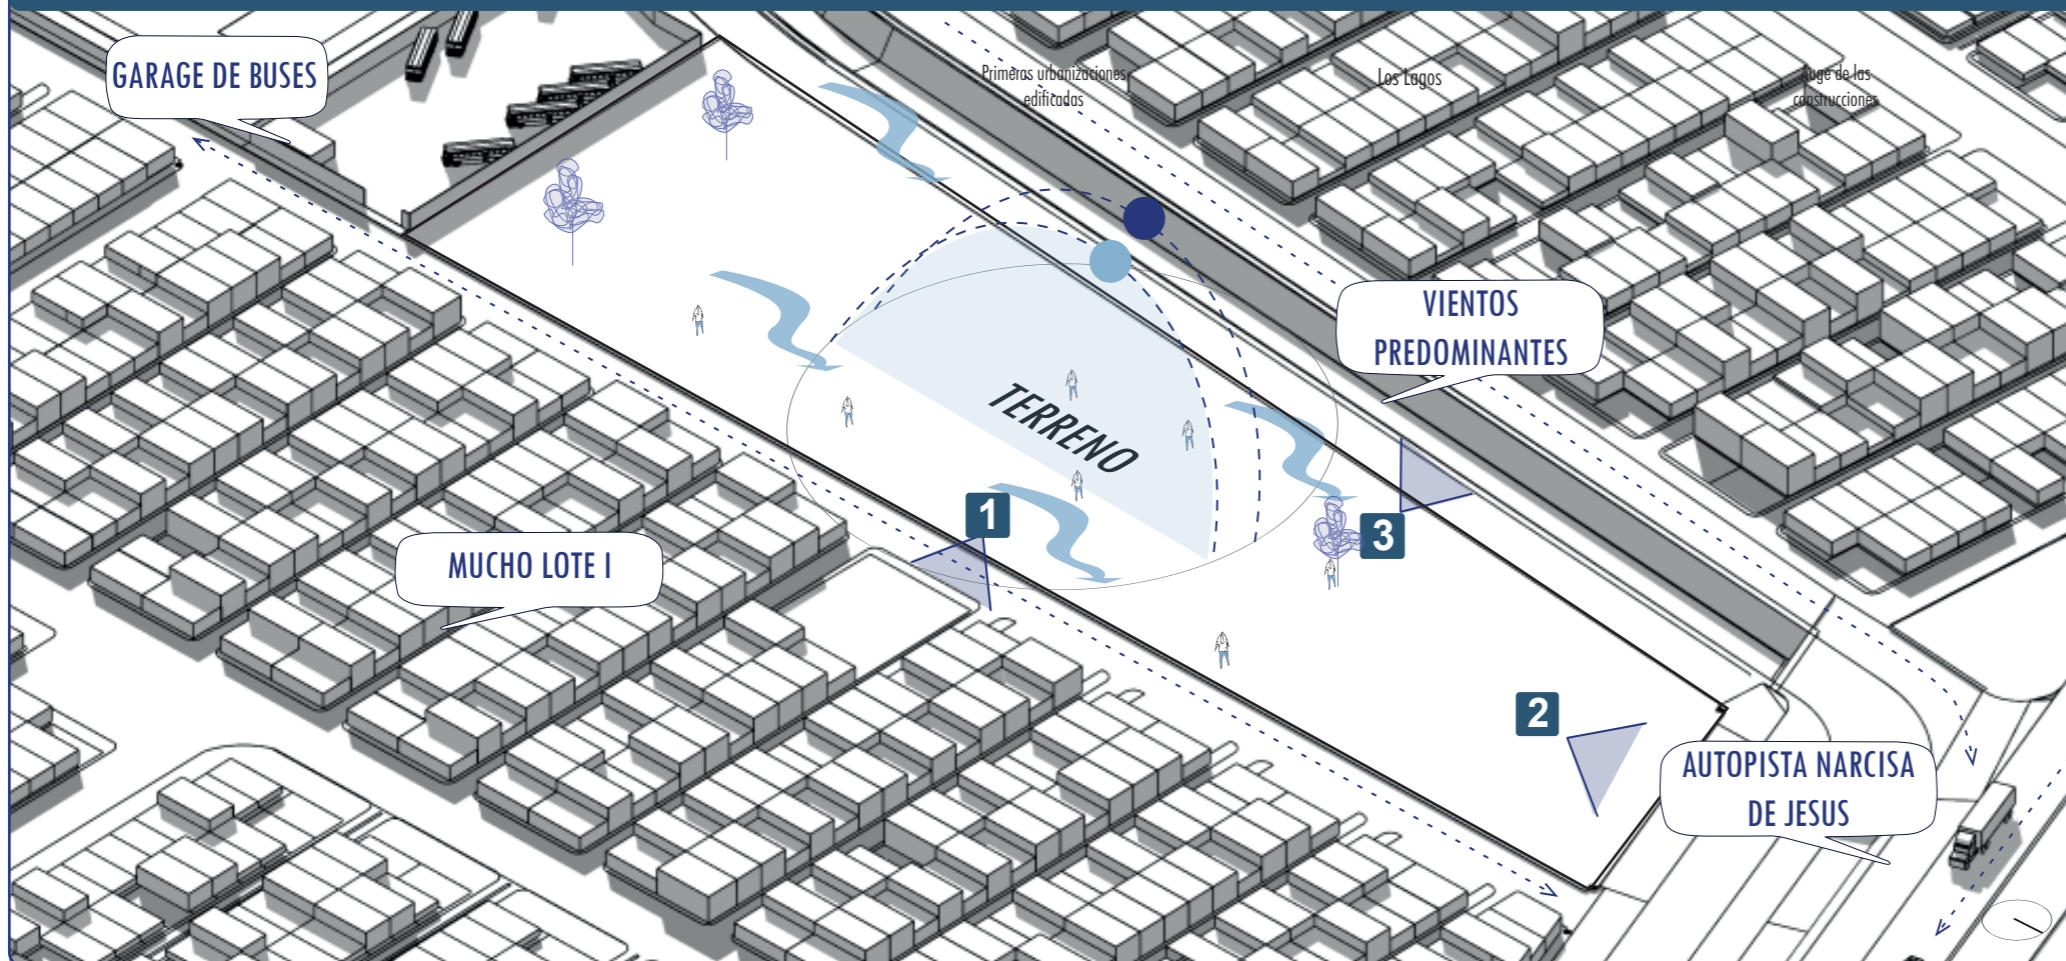 GARAGE DE BUSES
Primeras urbanizaciones
edificadas
Los Lagos
Auge de las
construcciones
VIENTOS
PREDOMINANTES
TERRENO
1
3
MUCHO LOTE I
2
AUTOPISTA NARCISA
DE JESUS